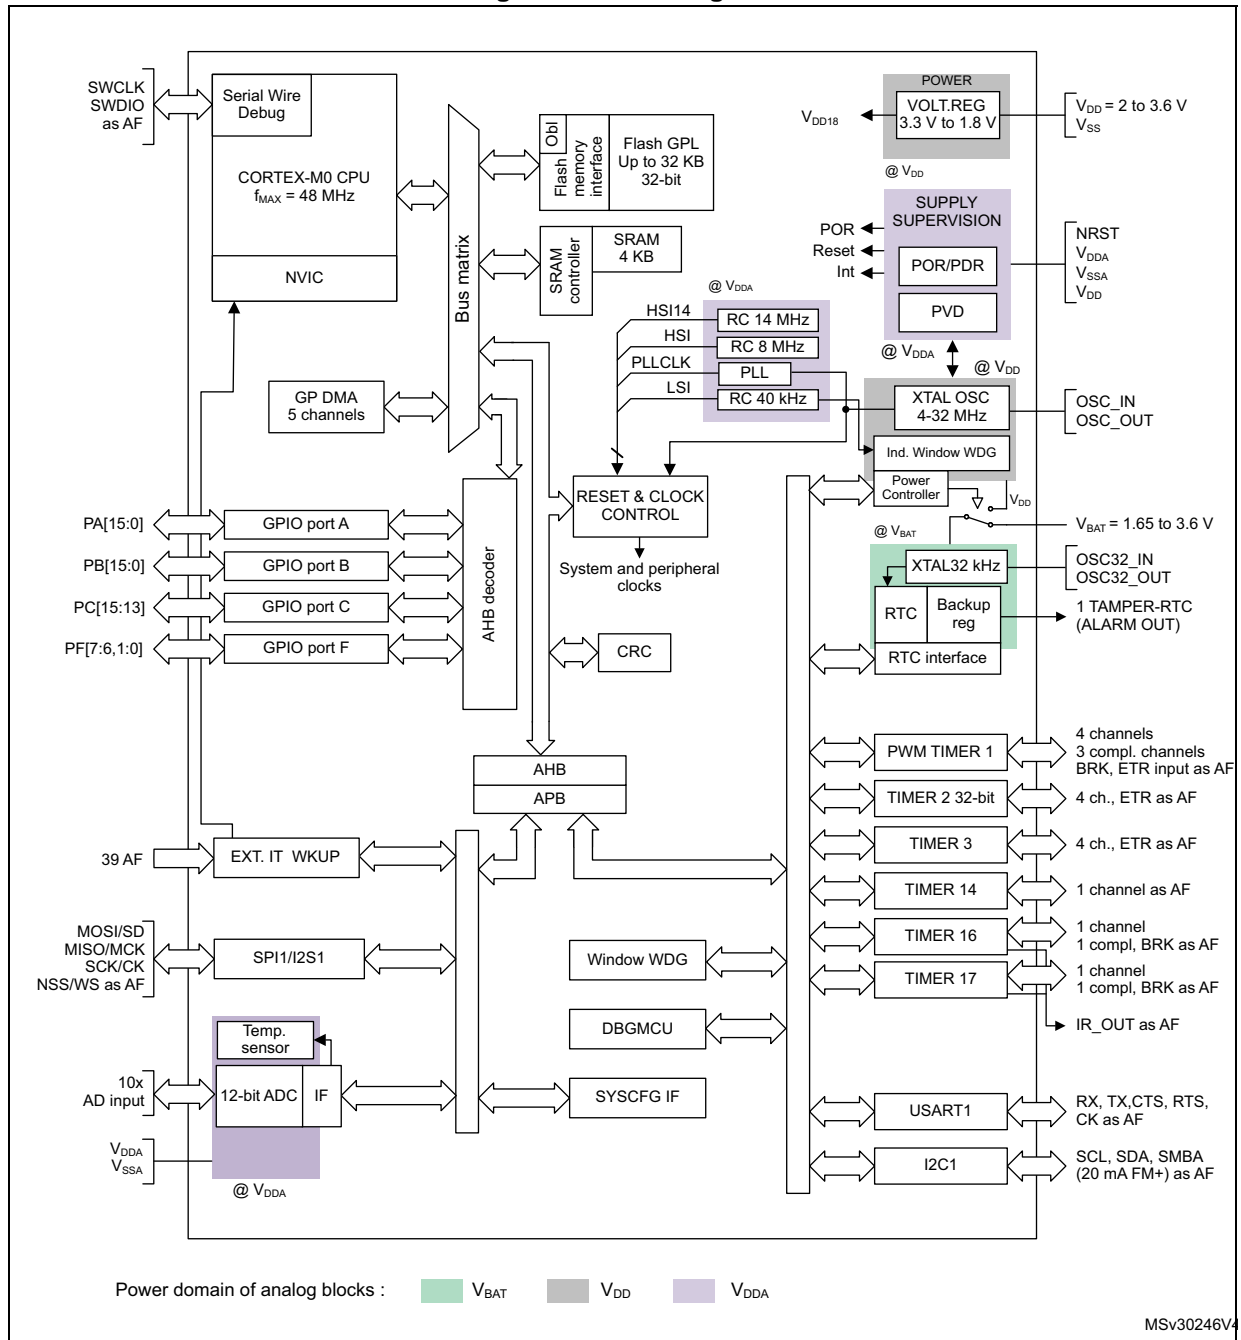 SWCLK
SWDIO
as AF
Serial Wire
Debug
CORTEX-M0 CPU
fMAX = 48 MHz
NVIC
Bus matrix
Obl
Flash
memory
interface
Flash GPL
Up to 32 KB
32-bit
SRAM
controller
SRAM
4 KB
POWER
VOLT.REG
3.3 V to 1.8 V
VDD18
VDD = 2 to 3.6 V
VSS
@ VDD
SUPPLY
SUPERVISION
POR
Reset
Int
POR/PDR
PVD
NRST
VDDA
VSSA
VDD
@ VDDA
@ VDD
@ VDDA
HSI14
HSI
PLLCLK
LSI
RC 14 MHz
RC 8 MHz
PLL
RC 40 kHz
XTAL OSC
4-32 MHz
OSC_IN
OSC_OUT
Ind. Window WDG
Power
Controller
VDD
VBAT = 1.65 to 3.6 V
@ VBAT
GP DMA
5 channels
RESET & CLOCK
CONTROL
System and peripheral
clocks
PA[15:0]
GPIO port A
PB[15:0]
GPIO port B
PC[15:13]
GPIO port C
PF[7:6,1:0]
GPIO port F
AHB decoder
CRC
XTAL32 kHz
OSC32_IN
OSC32_OUT
RTC
Backup
reg
1 TAMPER-RTC
(ALARM OUT)
RTC interface
AHB
APB
PWM TIMER 1
4 channels
3 compl. channels
BRK, ETR input as AF
TIMER 2 32-bit
4 ch., ETR as AF
TIMER 3
4 ch., ETR as AF
TIMER 14
1 channel as AF
TIMER 16
1 channel
1 compl, BRK as AF
TIMER 17
1 channel
1 compl, BRK as AF
IR_OUT as AF
39 AF
EXT. IT WKUP
MOSI/SD
MISO/MCK
SCK/CK
NSS/WS as AF
SPI1/I2S1
Window WDG
DBGMCU
SYSCFG IF
Temp.
sensor
10x
AD input
12-bit ADC
IF
VDDA
VSSA
@ VDDA
USART1
RX, TX,CTS, RTS,
CK as AF
I2C1
SCL, SDA, SMBA
(20 mA FM+) as AF
Power domain of analog blocks :
VBAT
VDD
VDDA